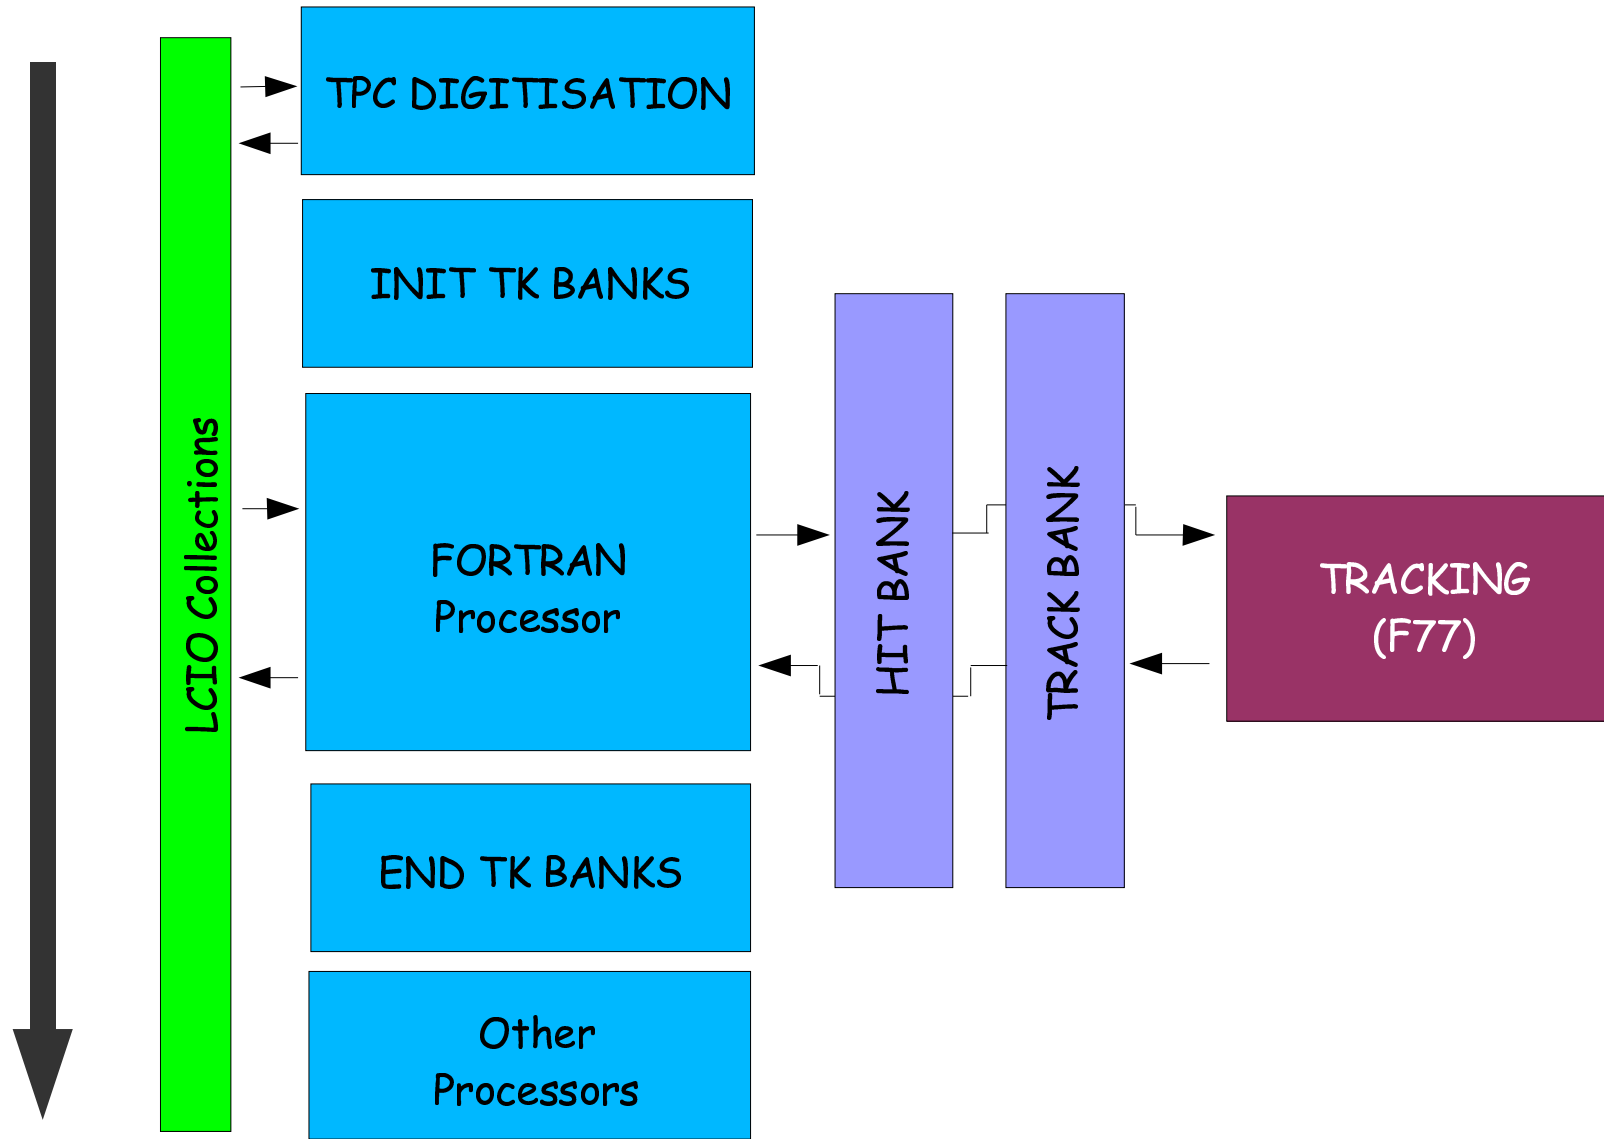 TPC DIGITISATION
INIT TK BANKS
LCIO Collections
FORTRAN
Processor
HIT BANK
TRACK BANK
TRACKING
(F77)
END TK BANKS
Other
Processors